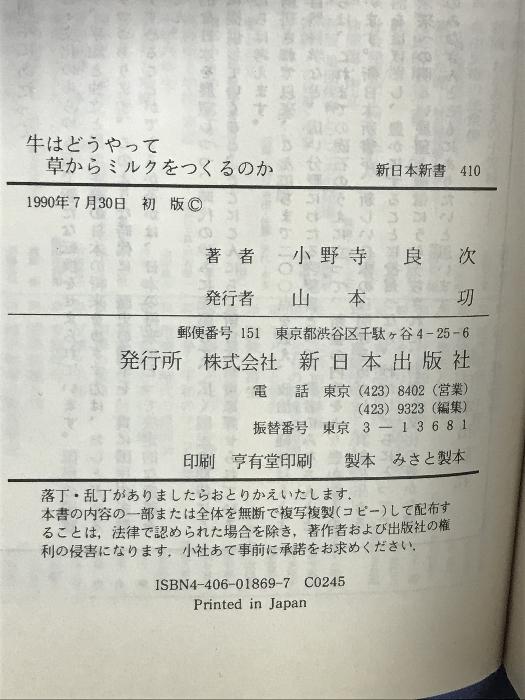 牛はどうやって
草からミルクをつくるのか
新日本新書 410
1990年7月30日 初版©
著者 小野寺良次
発行者 山本功
郵便番号 151 東京都渋谷区千駄ヶ谷4-25-6
発行所 株式会社 新日本出版社
電話 東京 (423) 8402 (営業)
(423) 9323 (編集)
振替番号 東京 3-13681
印刷 亨有堂印刷 製本 みさと製本
落丁・乱丁がありましたらおとりかえいたします.
本書の内容の一部または全体を無断で複写複製(コピー)して配布す
ることは, 法律で認められた場合を除き, 著作者および出版社の権
利の侵害になります. 小社あて事前に承諾をお求めください.
ISBN4-406-01869-7 C0245
Printed in Japan